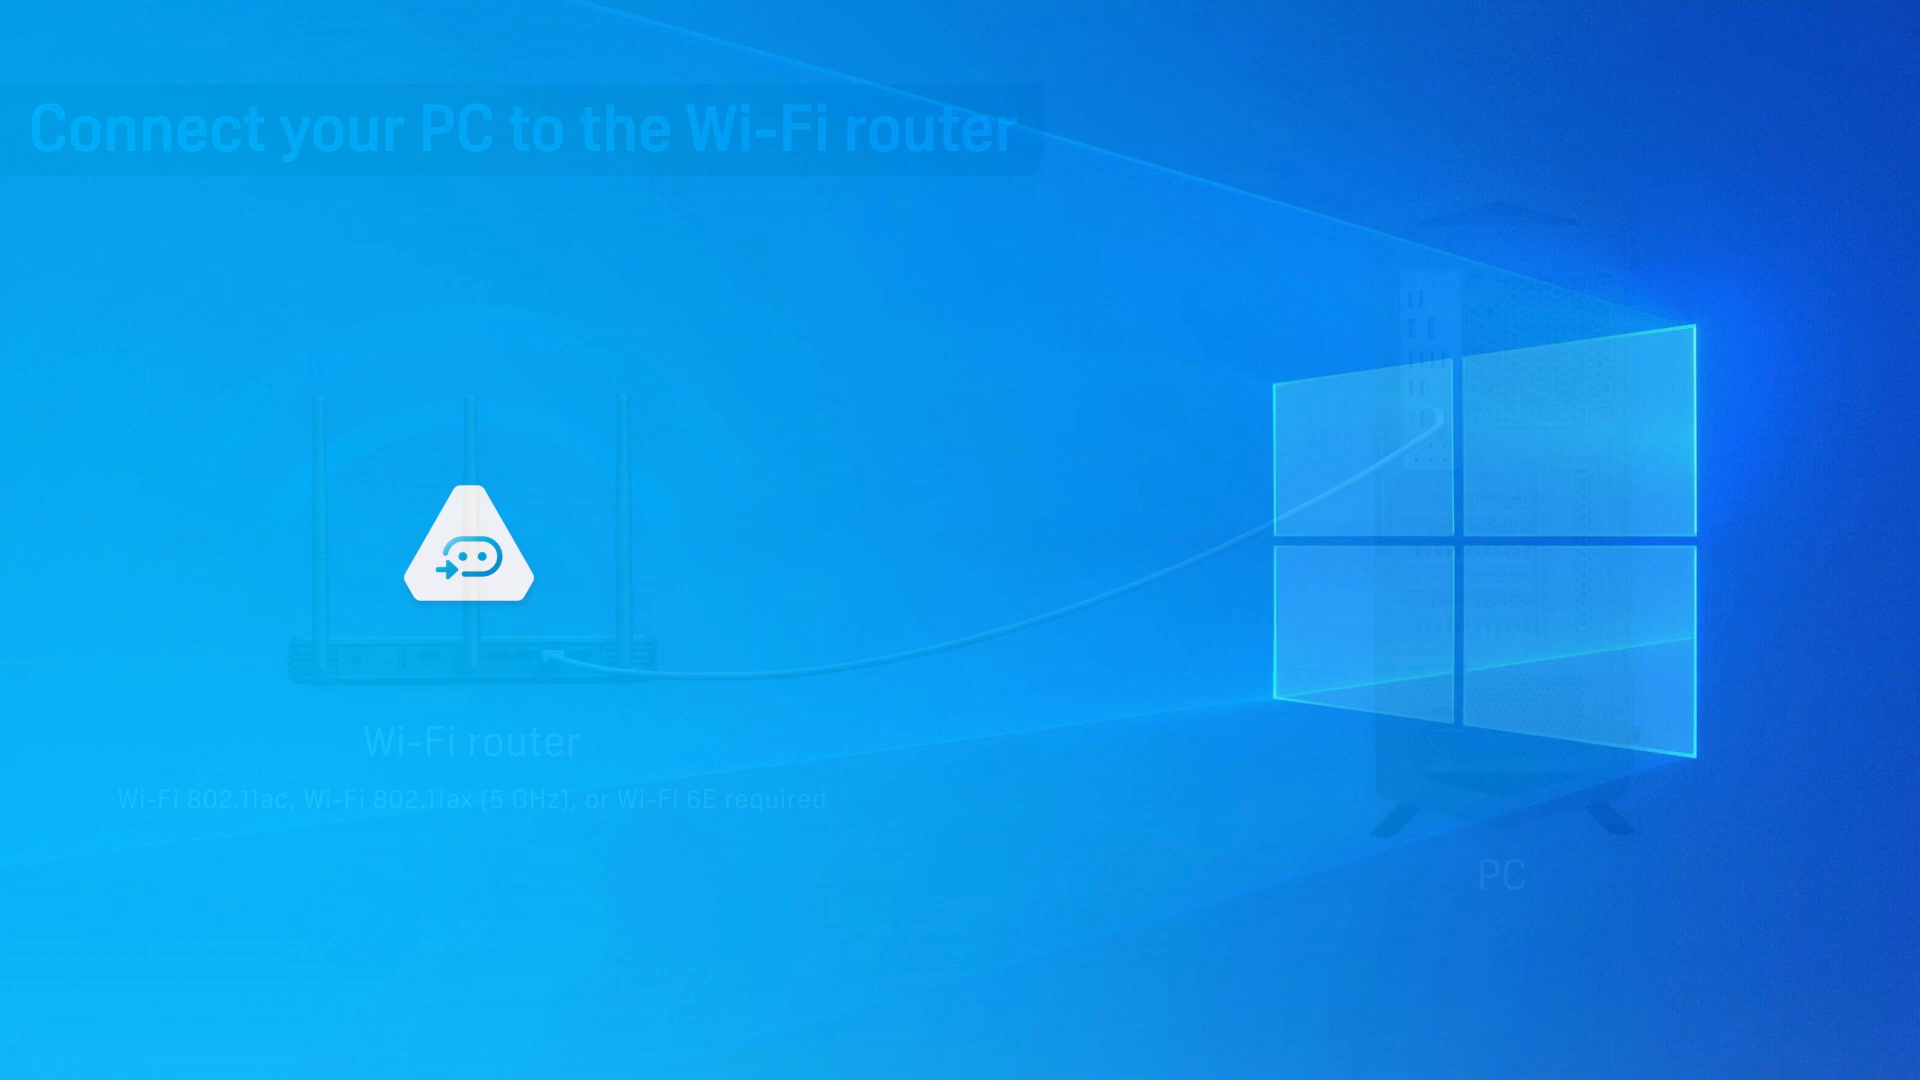 Connect your PC to the Wi-Fi router
Wi-Fi router
Wi-Fi 802.11ac, Wi-Fi 802.11ax (5 GHz), or Wi-Fi 6E required
PC